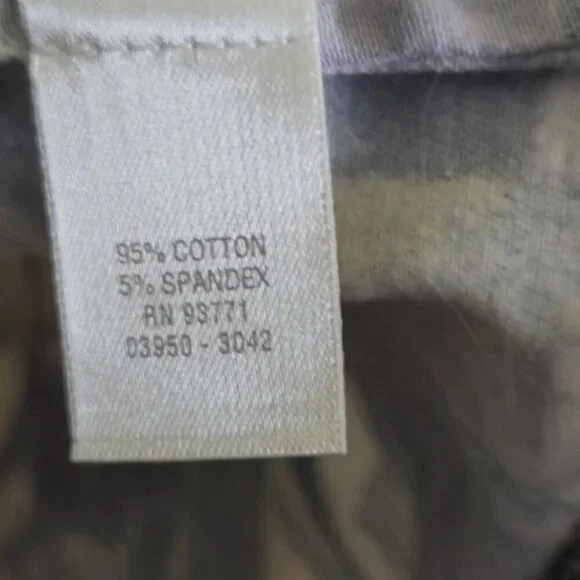 95% COTTON
5% SPANDEX
RN 93771
03950 - 3042